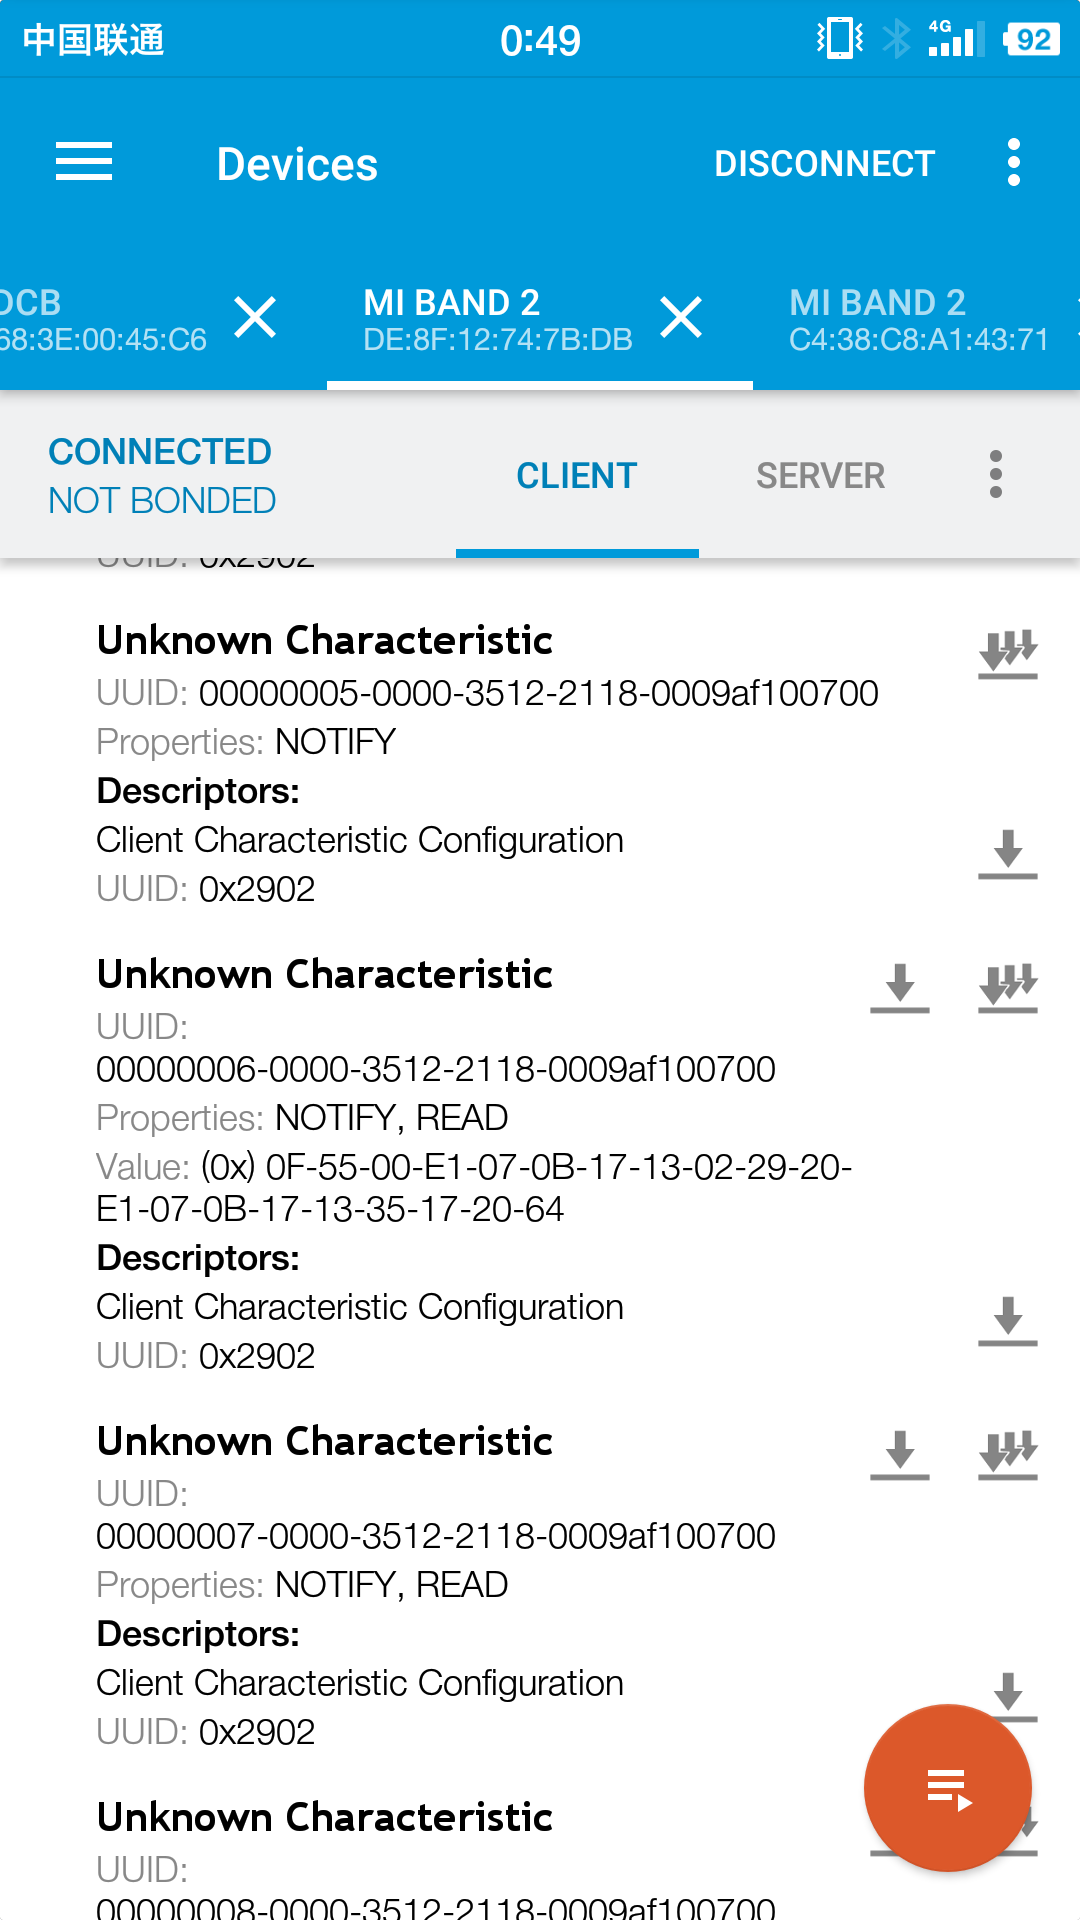 中国联通 0:49 4G 92
Devices DISCONNECT
DCB MI BAND 2 MI BAND 2
68:3E:00:45:C6 DE:8F:12:74:7B:DB C4:38:C8:A1:43:71
CONNECTED CLIENT SERVER
NOT BONDED
UUID: 0x2902
Unknown Characteristic
UUID: 00000005-0000-3512-2118-0009af100700
Properties: NOTIFY
Descriptors:
Client Characteristic Configuration
UUID: 0x2902
Unknown Characteristic
UUID:
00000006-0000-3512-2118-0009af100700
Properties: NOTIFY, READ
Value: (0x) 0F-55-00-E1-07-0B-17-13-02-29-20-
E1-07-0B-17-13-35-17-20-64
Descriptors:
Client Characteristic Configuration
UUID: 0x2902
Unknown Characteristic
UUID:
00000007-0000-3512-2118-0009af100700
Properties: NOTIFY, READ
Descriptors:
Client Characteristic Configuration
UUID: 0x2902
Unknown Characteristic
UUID:
00000008-0000-3512-2118-0009af100700